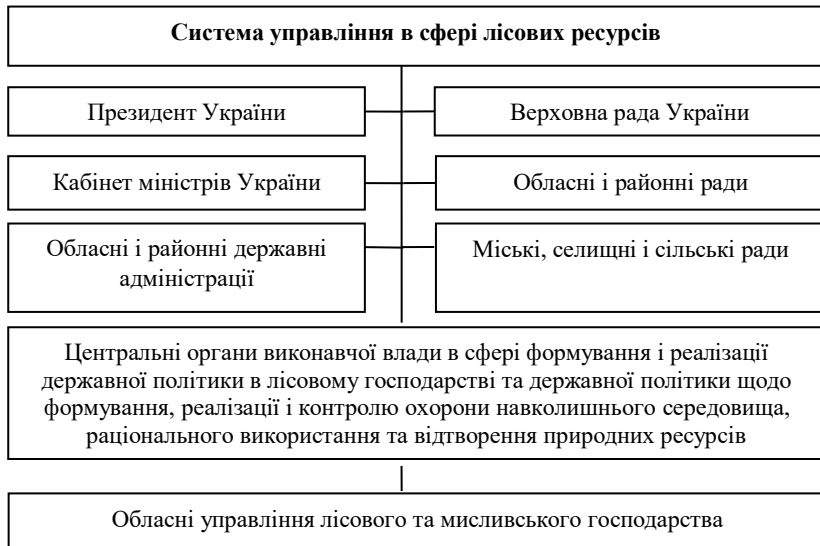 Система управління в сфері лісових ресурсів
Президент України
Верховна рада України
Кабінет міністрів України
Обласні і районні ради
Обласні і районні державні
адміністрації
Міські, селищні і сільські ради
Центральні органи виконавчої влади в сфері формування і реалізації
державної політики в лісовому господарстві та державної політики щодо
формування, реалізації і контролю охорони навколишнього середовища,
раціонального використання та відтворення природних ресурсів
Обласні управління лісового та мисливського господарства